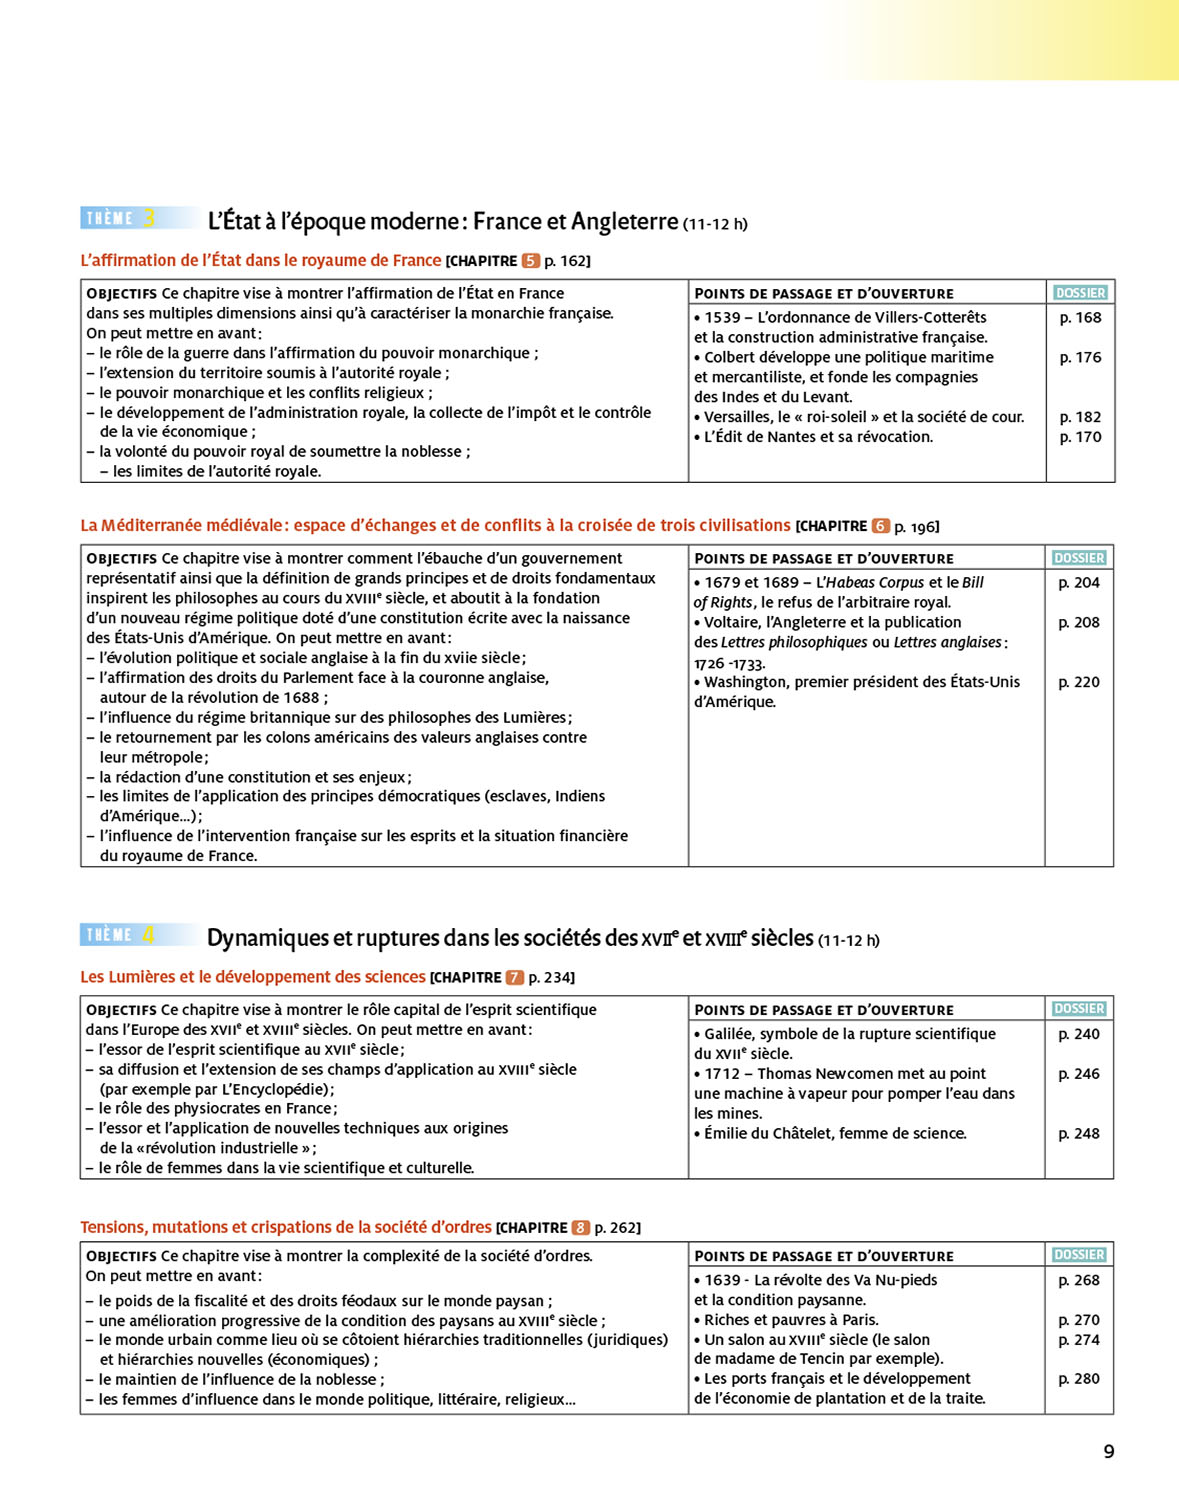 THÈME 3 L’État à l’époque moderne : France et Angleterre (11-12 h)
L’affirmation de l’État dans le royaume de France [CHAPITRE 5 p. 162]
OBJECTIFS Ce chapitre vise à montrer l’affirmation de l’État en France
dans ses multiples dimensions ainsi qu’à caractériser la monarchie française.
On peut mettre en avant :
– le rôle de la guerre dans l’affirmation du pouvoir monarchique ;
– l’extension du territoire soumis à l’autorité royale ;
– le pouvoir monarchique et les conflits religieux ;
– le développement de l’administration royale, la collecte de l’impôt et le contrôle
de la vie économique ;
– la volonté du pouvoir royal de soumettre la noblesse ;
– les limites de l’autorité royale.
POINTS DE PASSAGE ET D’OUVERTURE DOSSIER
• 1539 – L’ordonnance de Villers-Cotterêts p. 168
et la construction administrative française.
• Colbert développe une politique maritime p. 176
et mercantiliste, et fonde les compagnies
des Indes et du Levant.
• Versailles, le « roi-soleil » et la société de cour. p. 182
• L’Édit de Nantes et sa révocation. p. 170
La Méditerranée médiévale : espace d’échanges et de conflits à la croisée de trois civilisations [CHAPITRE 6 p. 196]
OBJECTIFS Ce chapitre vise à montrer comment l’ébauche d’un gouvernement
représentatif ainsi que la définition de grands principes et de droits fondamentaux
inspirent les philosophes au cours du XVIIIe siècle, et aboutit à la fondation
d’un nouveau régime politique doté d’une constitution écrite avec la naissance
des États-Unis d’Amérique. On peut mettre en avant :
– l’évolution politique et sociale anglaise à la fin du xviie siècle ;
– l’affirmation des droits du Parlement face à la couronne anglaise,
autour de la révolution de 1688 ;
– l’influence du régime britannique sur des philosophes des Lumières ;
– le retournement par les colons américains des valeurs anglaises contre
leur métropole ;
– la rédaction d’une constitution et ses enjeux ;
– les limites de l’application des principes démocratiques (esclaves, Indiens
d’Amérique...) ;
– l’influence de l’intervention française sur les esprits et la situation financière
du royaume de France.
POINTS DE PASSAGE ET D’OUVERTURE DOSSIER
• 1679 et 1689 – L’Habeas Corpus et le Bill p. 204
of Rights, le refus de l’arbitraire royal.
• Voltaire, l’Angleterre et la publication p. 208
des Lettres philosophiques ou Lettres anglaises :
1726 -1733.
• Washington, premier président des États-Unis p. 220
d’Amérique.
THÈME 4 Dynamiques et ruptures dans les sociétés des XVIIe et XVIIIe siècles (11-12 h)
Les Lumières et le développement des sciences [CHAPITRE 7 p. 234]
OBJECTIFS Ce chapitre vise à montrer le rôle capital de l’esprit scientifique
dans l’Europe des XVIIe et XVIIIe siècles. On peut mettre en avant :
– l’essor de l’esprit scientifique au XVIIe siècle ;
– sa diffusion et l’extension de ses champs d’application au XVIIIe siècle
(par exemple par L’Encyclopédie) ;
– le rôle des physiocrates en France ;
– l’essor et l’application de nouvelles techniques aux origines
de la «révolution industrielle » ;
– le rôle de femmes dans la vie scientifique et culturelle.
POINTS DE PASSAGE ET D’OUVERTURE DOSSIER
• Galilée, symbole de la rupture scientifique p. 240
du XVIIe siècle.
• 1712 – Thomas Newcomen met au point p. 246
une machine à vapeur pour pomper l’eau dans
les mines.
• Émilie du Châtelet, femme de science. p. 248
Tensions, mutations et crispations de la société d’ordres [CHAPITRE 8 p. 262]
OBJECTIFS Ce chapitre vise à montrer la complexité de la société d’ordres.
On peut mettre en avant :
– le poids de la fiscalité et des droits féodaux sur le monde paysan ;
– une amélioration progressive de la condition des paysans au XVIIIe siècle ;
– le monde urbain comme lieu où se côtoient hiérarchies traditionnelles (juridiques)
et hiérarchies nouvelles (économiques) ;
– le maintien de l’influence de la noblesse ;
– les femmes d’influence dans le monde politique, littéraire, religieux...
POINTS DE PASSAGE ET D’OUVERTURE DOSSIER
• 1639 - La révolte des Va Nu-pieds p. 268
et la condition paysanne.
• Riches et pauvres à Paris. p. 270
• Un salon au XVIIIe siècle (le salon p. 274
de madame de Tencin par exemple).
• Les ports français et le développement p. 280
de l’économie de plantation et de la traite.
9